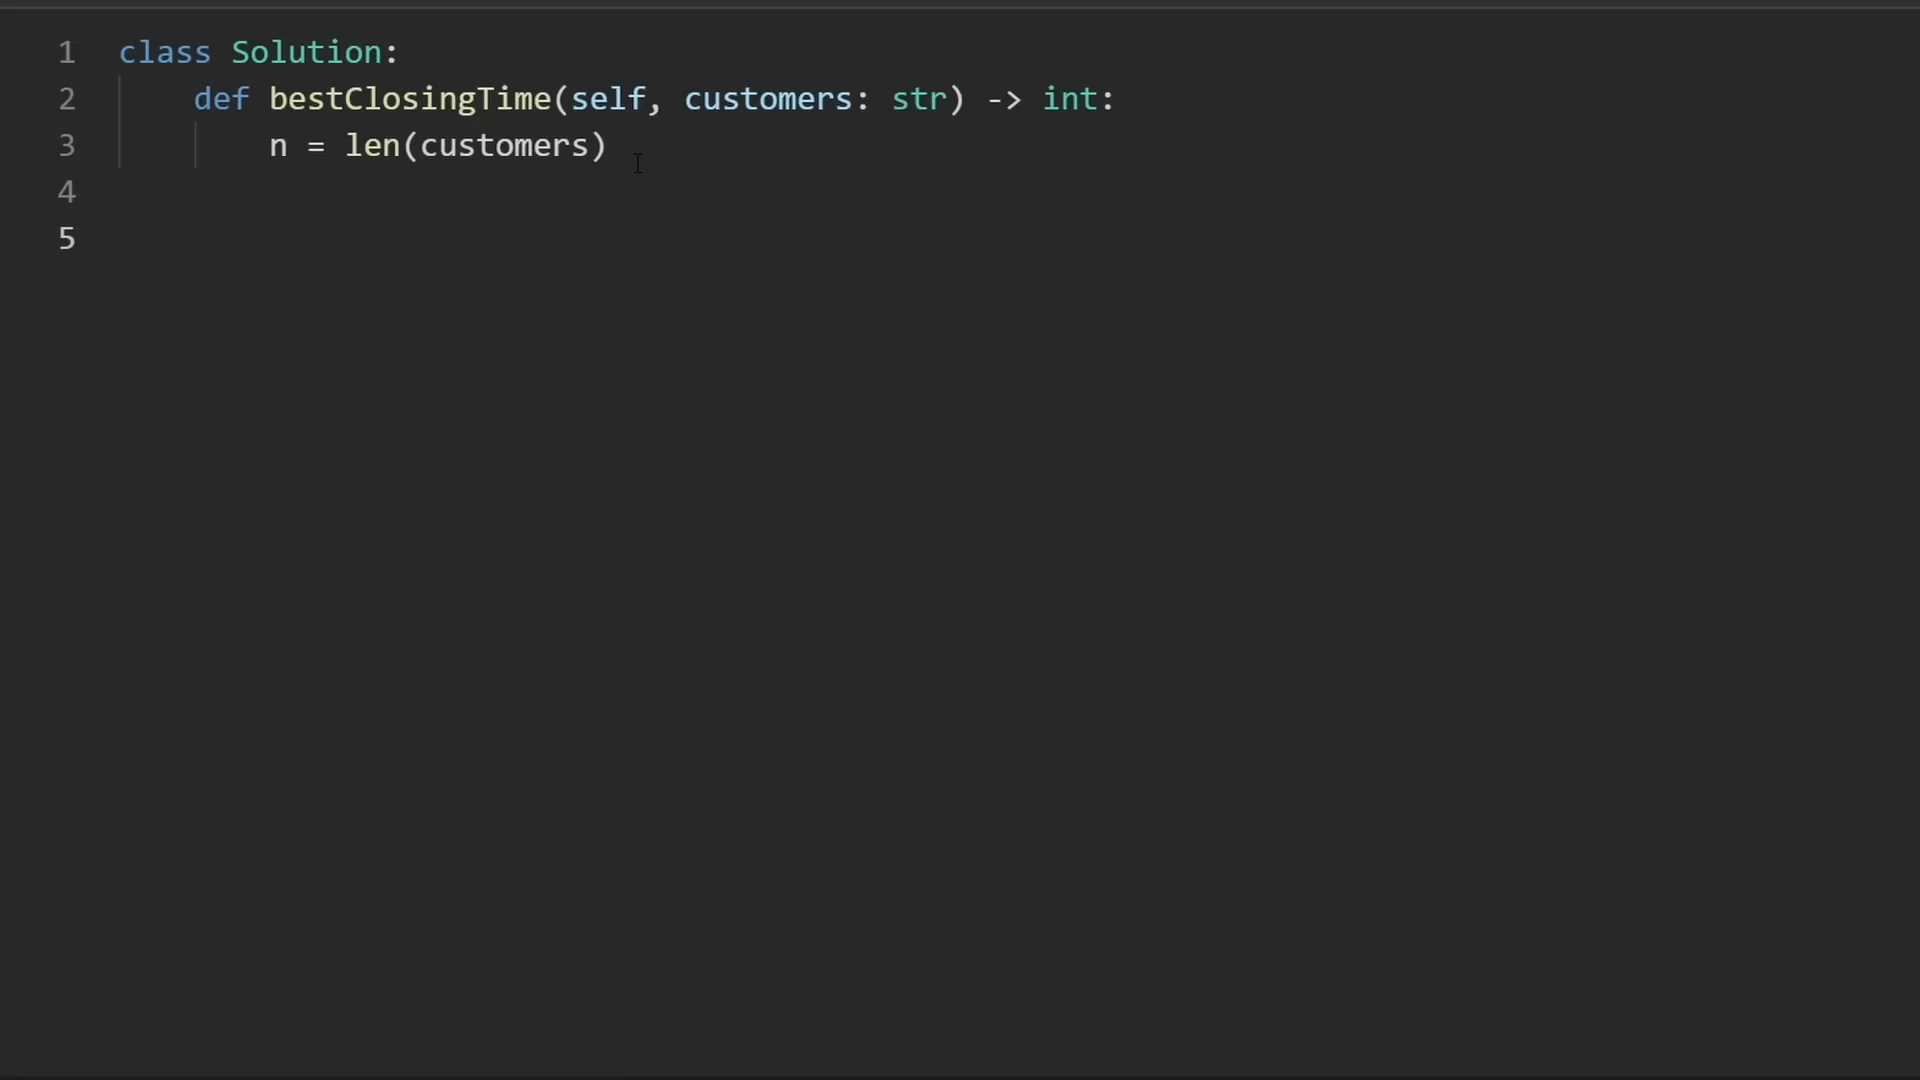 1 class Solution:
2 def bestClosingTime(self, customers: str) -> int:
3 n = len(customers)
4
5